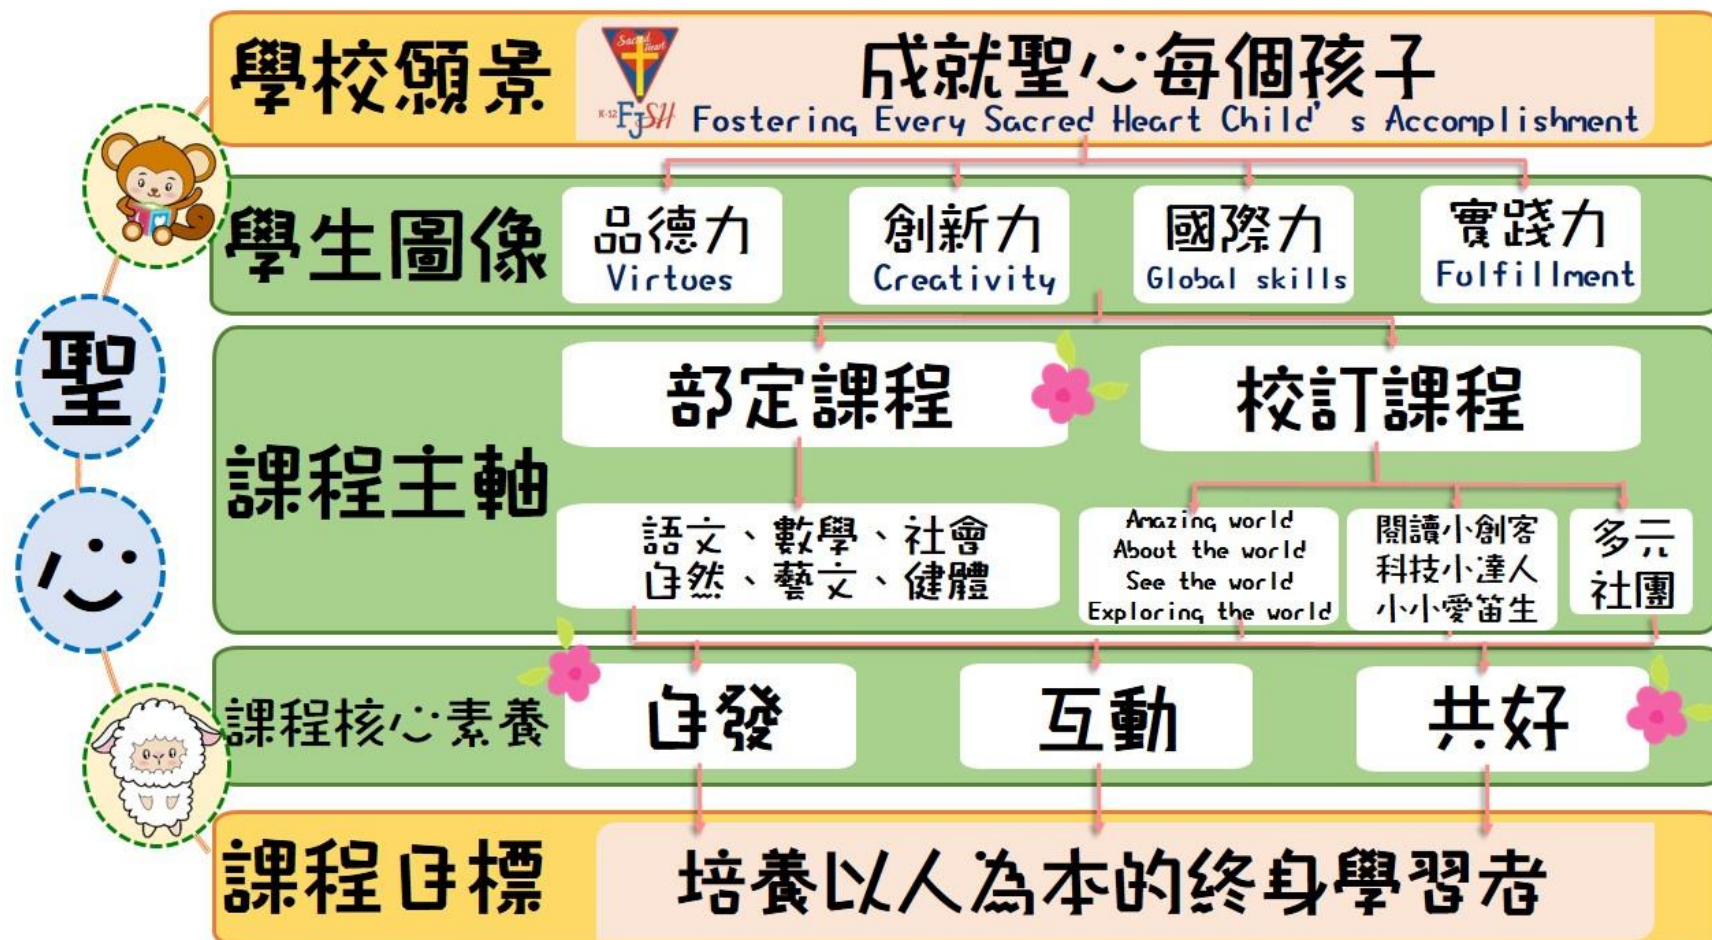 學校願景
Sacred Heart
K-12 FJSH
成就聖心每個孩子
Fostering Every Sacred Heart Child's Accomplishment
學生圖像
品德力
Virtues
創新力
Creativity
國際力
Global skills
實踐力
Fulfillment
聖
心
課程主軸
部定課程
校訂課程
語文、數學、社會
自然、藝文、健體
Amazing world
About the world
See the world
Exploring the world
閱讀小創客
科技小達人
小小愛笛生
多元
社團
課程核心素養
自發
互動
共好
課程目標
培養以人為本的終身學習者